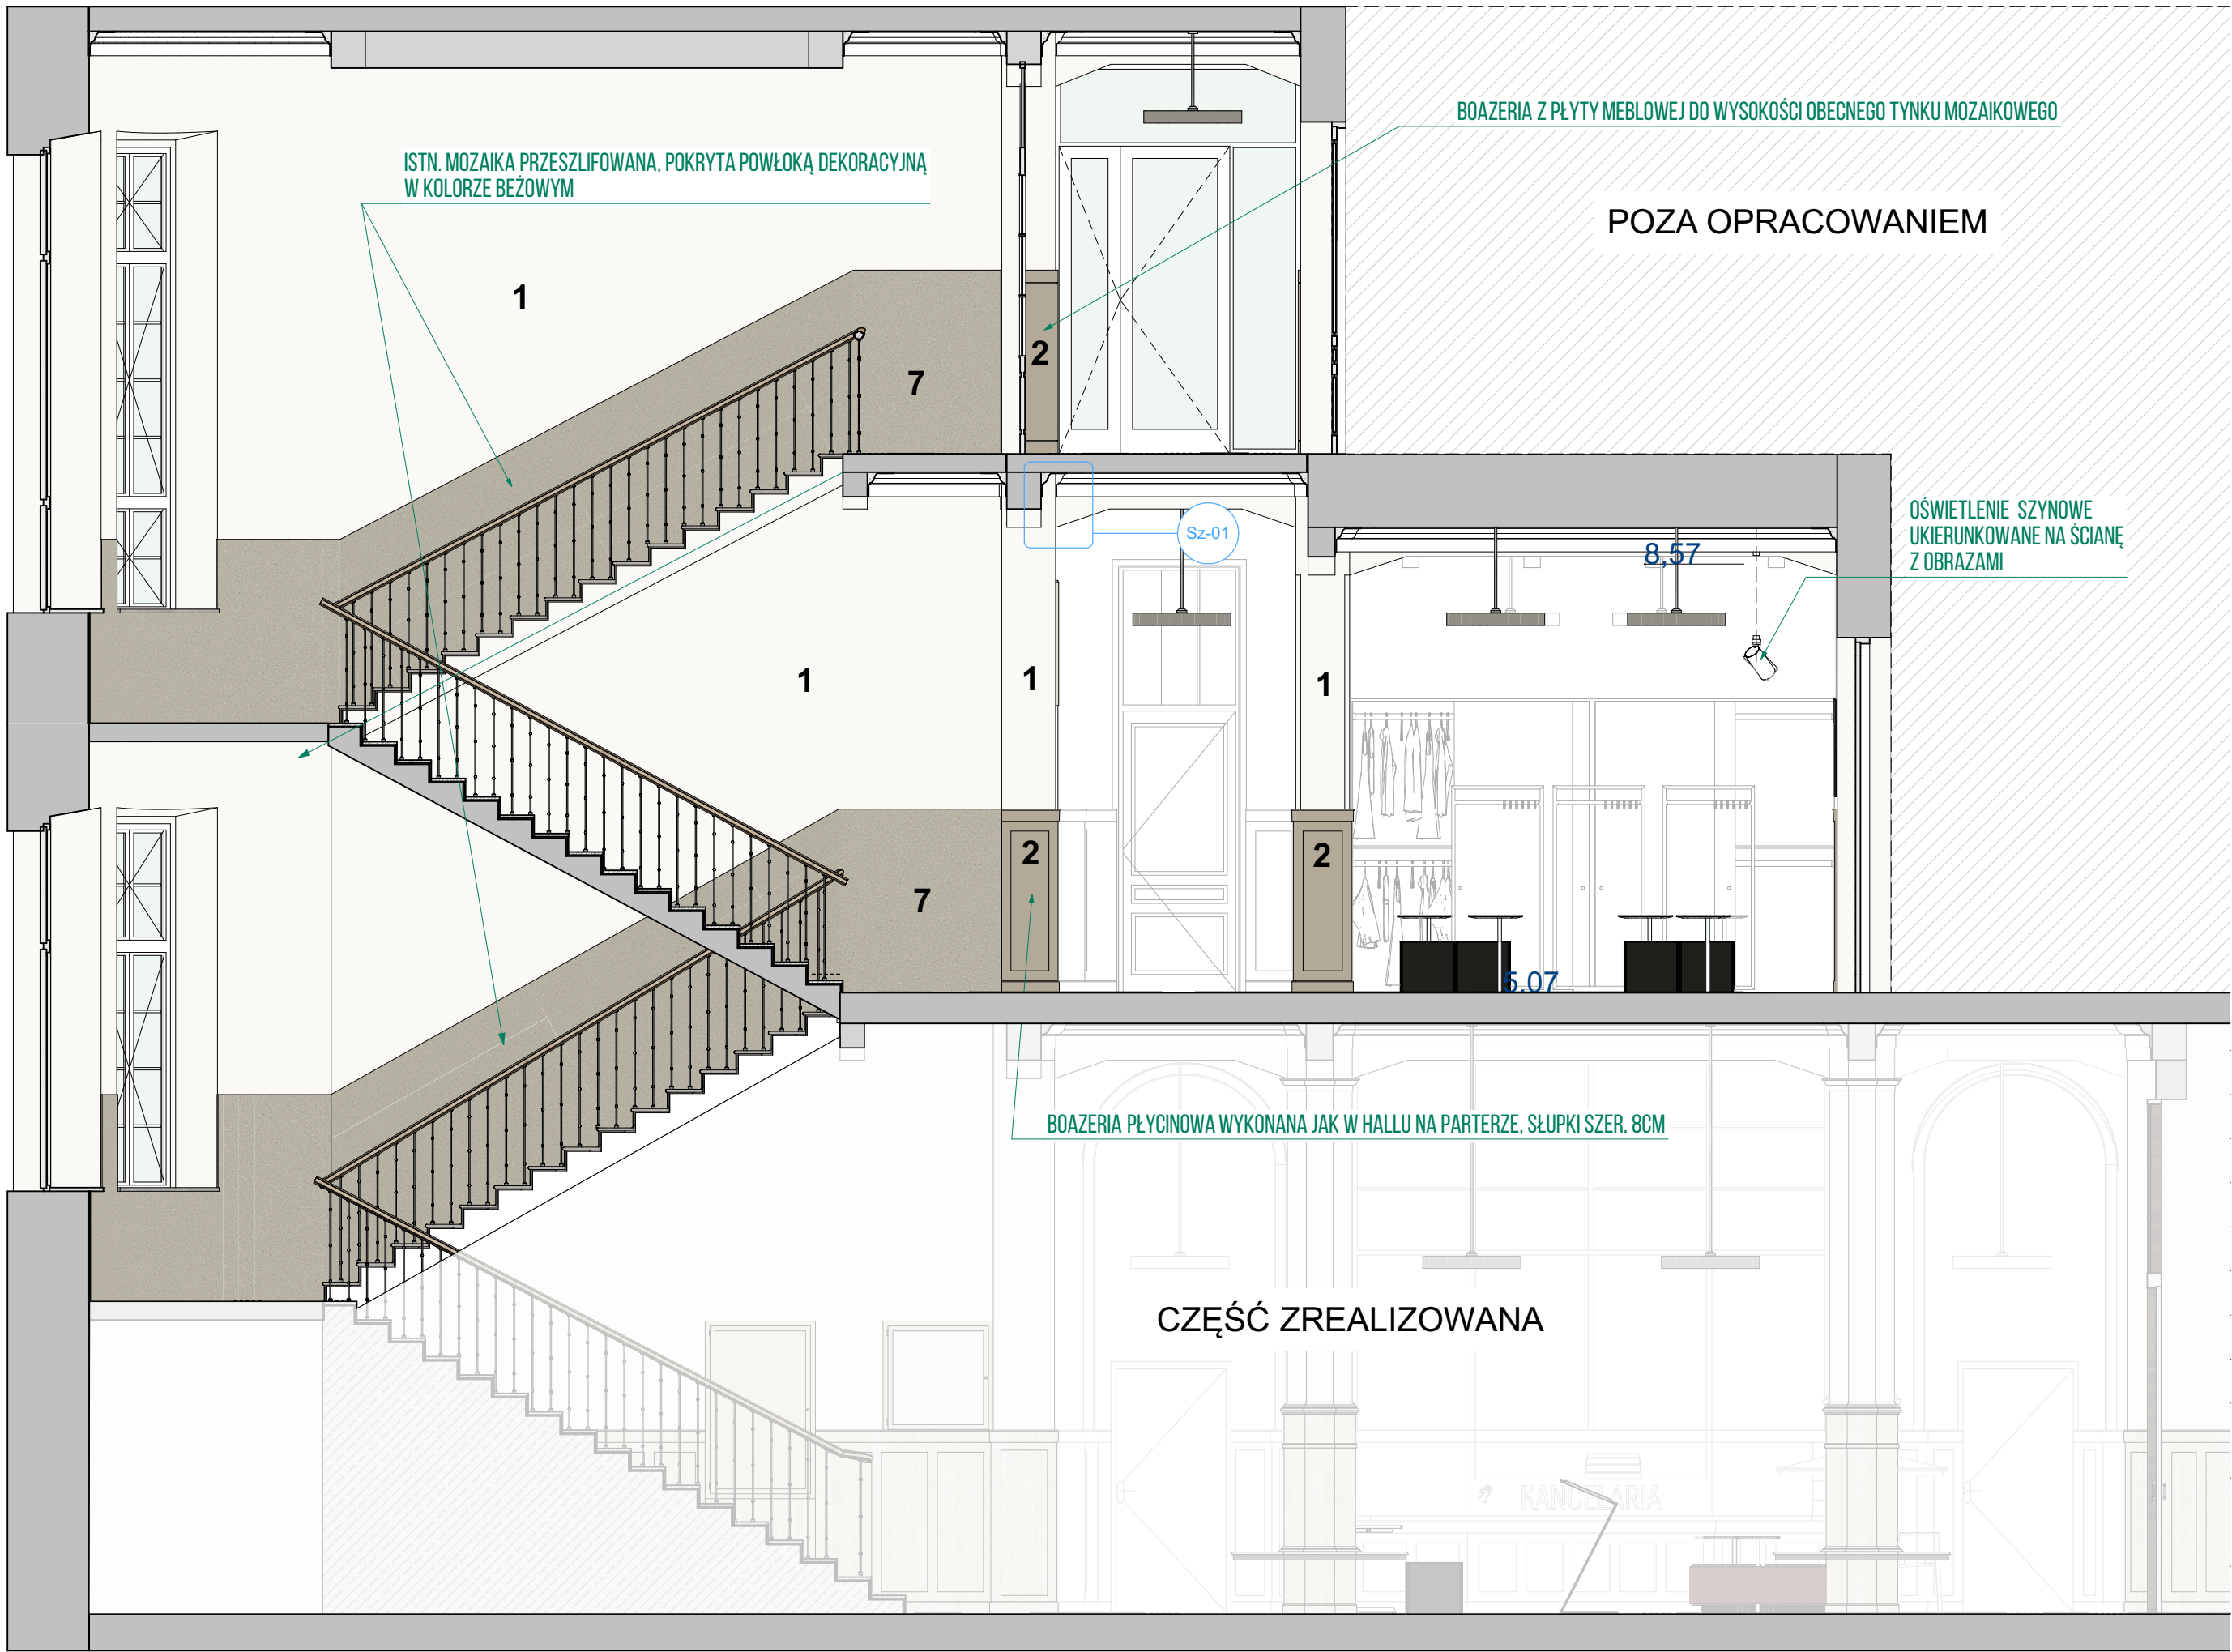 BOAZERIA Z PŁYTY MEBLOWEJ DO WYSOKOŚCI OBECNEGO TYNKU MOZAIKOWEGO
ISTN. MOZAIKA PRZESZLIFOWANA, POKRYTA POWŁOKĄ DEKORACYJNĄ
W KOLORZE BEŻOWYM
POZA OPRACOWANIEM
1
2
7
OŚWIETLENIE SZYNOWE
UKIERUNKOWANE NA ŚCIANĘ
Z OBRAZAMI
Sz-01
8,57
1
1
1
2
2
7
5,07
BOAZERIA PŁYCINOWA WYKONANA JAK W HALLU NA PARTERZE, SŁUPKI SZER. 8CM
CZĘŚĆ ZREALIZOWANA
KANCELARIA